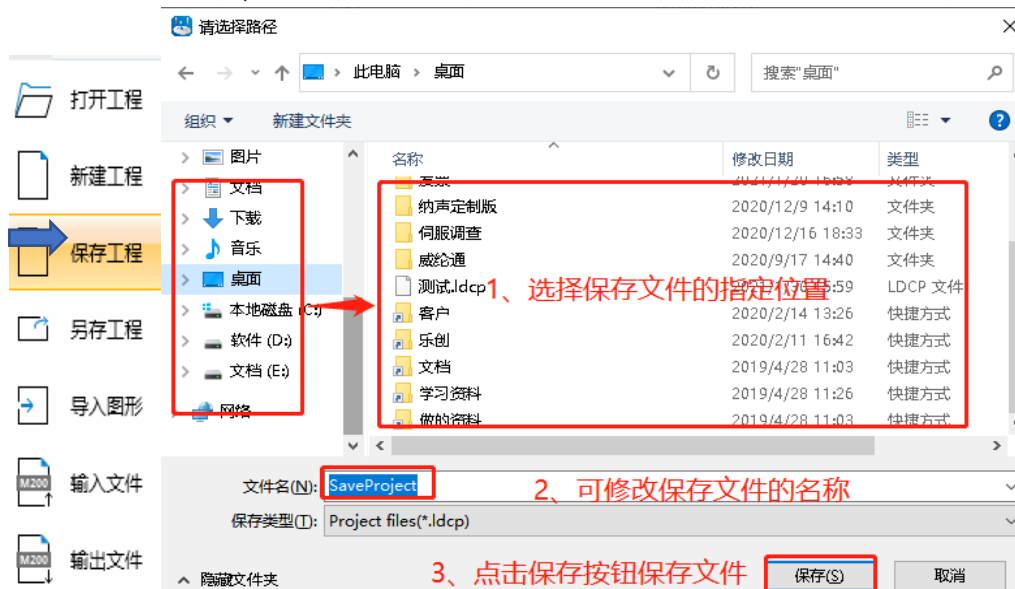 请选择路径
此电脑 › 桌面
搜索"桌面"
组织
新建文件夹
打开工程
新建工程
保存工程
另存工程
导入图形
M200
输入文件
M200
输出文件
图片
文档
下载
音乐
桌面
本地磁盘 (C:)
软件 (D:)
文档 (E:)
网络
名称 修改日期 类型
纳声定制版 2020/12/9 14:10 文件夹
伺服调查 2020/12/16 18:33 文件夹
威纶通 2020/9/17 14:40 文件夹
测试.ldcp :59 LDCP 文件
1、选择保存文件的指定位置
客户 2020/2/14 13:26 快捷方式
乐创 2020/2/11 16:42 快捷方式
文档 2019/4/28 11:03 快捷方式
学习资料 2019/4/28 11:26 快捷方式
做的资料 2019/4/28 11:03 快捷方式
文件名(N): SaveProject
2、可修改保存文件的名称
保存类型(T): Project files(*.ldcp)
隐藏文件夹
3、点击保存按钮保存文件
保存(S)
取消